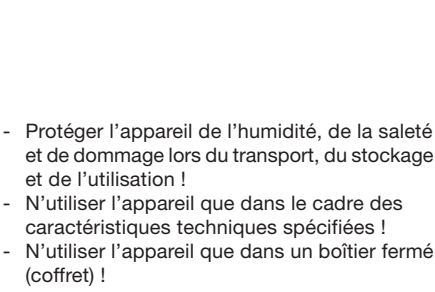 - Protéger l’appareil de l’humidité, de la saleté
et de dommage lors du transport, du stockage
et de l’utilisation !
- N’utiliser l’appareil que dans le cadre des
caractéristiques techniques spécifiées !
- N’utiliser l’appareil que dans un boîtier fermé
(coffret) !